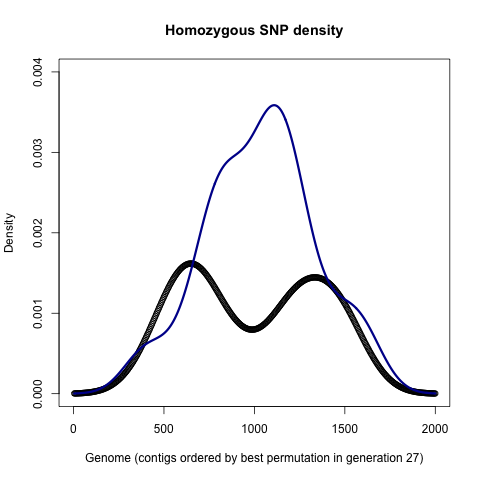 Homozygous SNP density
Density
0.004
0.003
0.002
0.001
0.000
0 500 1000 1500 2000
Genome (contigs ordered by best permutation in generation 27)